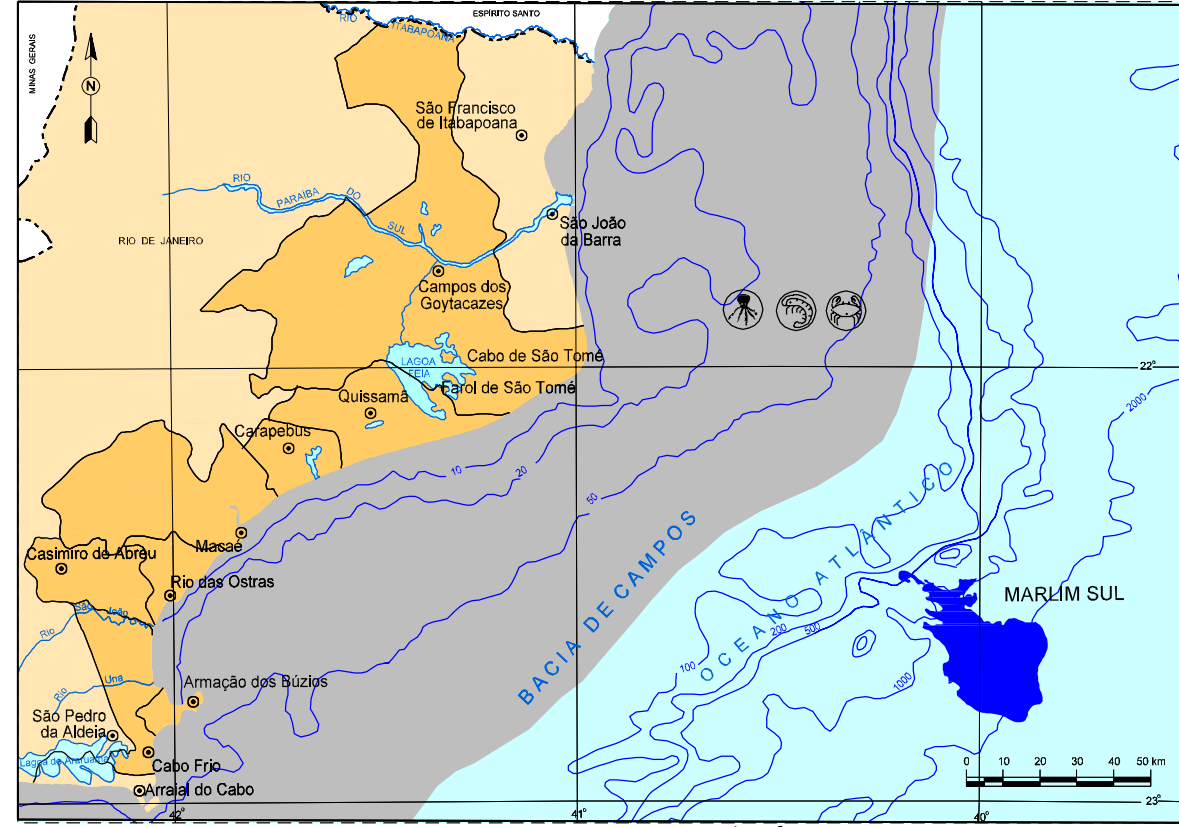 ESPÍRITO SANTO
RIO
ITABAPOANA
MINAS GERAIS
N
São Francisco
de Itabapoana
RIO
PARAÍBA
DO
SUL
São João
da Barra
RIO DE JANEIRO
Campos dos
Goytacazes
Cabo de São Tomé
LAGOA
FEIA
22°
Farol de São Tomé
Quissamã
2000
Carapebus
10
20
50
Macaé
Casimiro de Abreu
Rio das Ostras
BACIA DE CAMPOS
OCEANO ATLÂNTICO
MARLIM SUL
Rio
São João
200
500
100
1000
Rio
Una
Armação dos Búzios
São Pedro
da Aldeia
Lagoa de Araruama
Cabo Frio
Arraial do Cabo
0 10 20 30 40 50 km
42°
41°
40°
23°